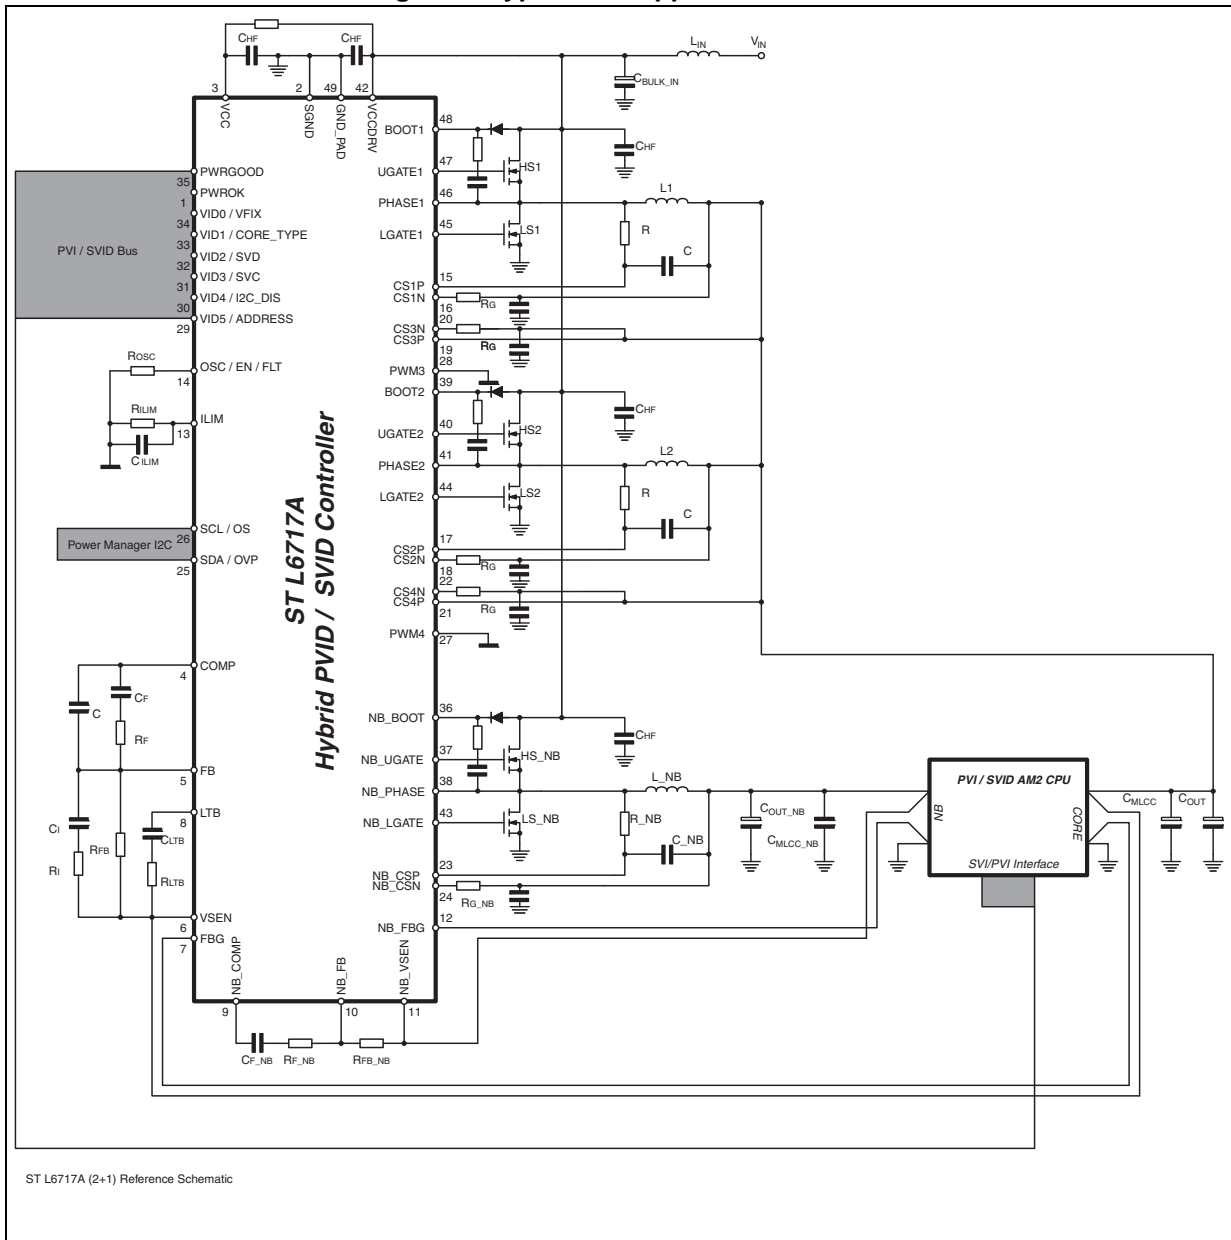 CHF
CHF
LIN
VIN
CBULK_IN
3
2
49
42
VCC
SGND
GND_PAD
VCCDRV
48
BOOT1
CHF
47
UGATE1
HS1
46
PHASE1
L1
45
LGATE1
LS1
R
C
15
CS1P
CS1N
RG
16
20
CS3N
CS3P
RG
19
28
PWM3
39
BOOT2
CHF
40
UGATE2
HS2
41
PHASE2
L2
44
LGATE2
LS2
R
C
17
CS2P
CS2N
RG
18
22
CS4N
CS4P
RG
21
PWM4
27
36
NB_BOOT
CHF
37
NB_UGATE
HS_NB
38
NB_PHASE
L_NB
43
NB_LGATE
LS_NB
R_NB
C_NB
23
NB_CSP
NB_CSN
24
RG_NB
12
NB_FBG
COUT_NB
CMLCC_NB
PVI / SVID AM2 CPU
NB
CORE
SVI/PVI Interface
CMLCC
COUT
PVI / SVID Bus
PWRGOOD
35
PWROK
1
VID0 / VFIX
34
VID1 / CORE_TYPE
33
VID2 / SVD
32
VID3 / SVC
31
VID4 / I2C_DIS
30
VID5 / ADDRESS
29
ROSC
OSC / EN / FLT
14
RILIM
ILIM
13
CILIM
SCL / OS
Power Manager I2C
26
SDA / OVP
25
ST L6717A
Hybrid PVID / SVID Controller
COMP
4
CF
C
RF
FB
5
LTB
8
CI
CLTB
RFB
RI
RLTB
VSEN
6
FBG
7
NB_COMP
NB_FB
NB_VSEN
9
10
11
CF_NB
RF_NB
RFB_NB
ST L6717A (2+1) Reference Schematic